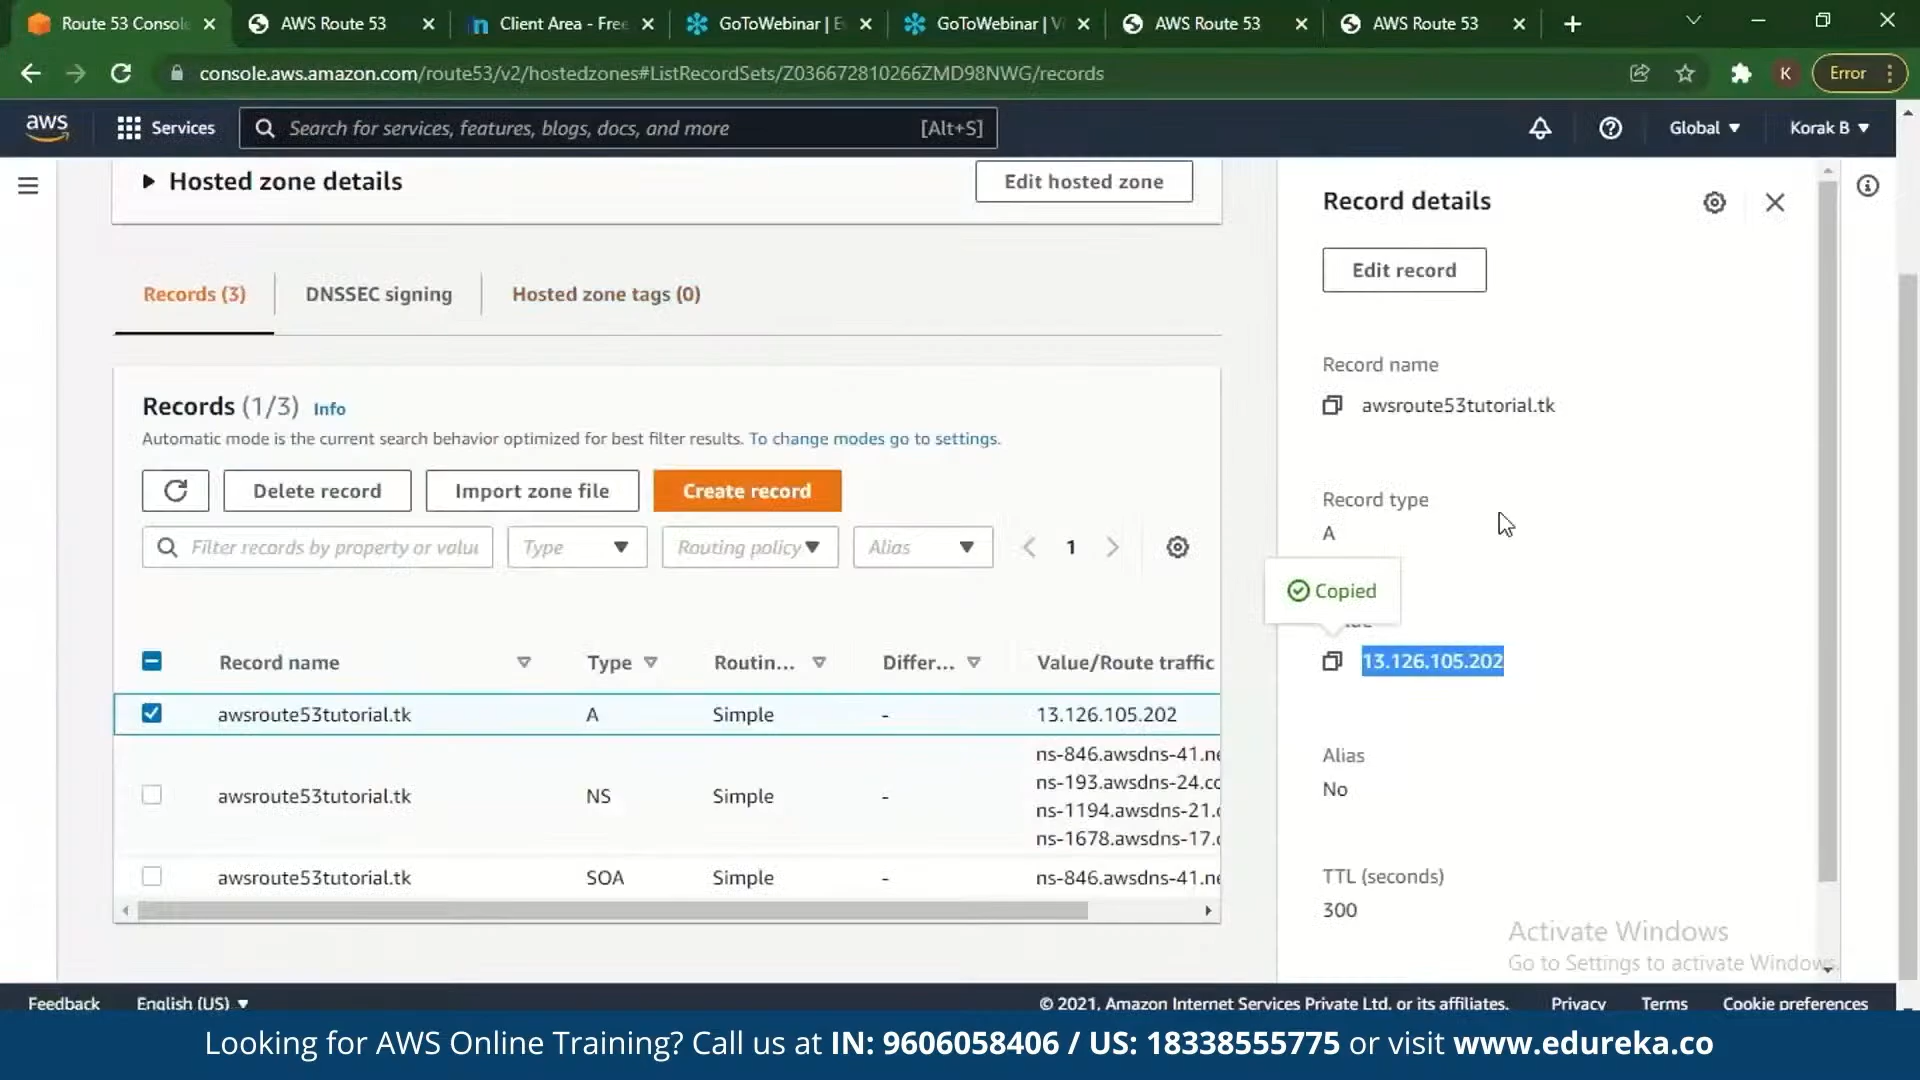 Route 53 Console
AWS Route 53
Client Area - Free
GoToWebinar | E
GoToWebinar | Vi
AWS Route 53
AWS Route 53
console.aws.amazon.com/route53/v2/hostedzones#ListRecordSets/Z036672810266ZMD98NWG/records
K
Error
aws
Services
Search for services, features, blogs, docs, and more
[Alt+S]
Global
Korak B
Hosted zone details
Edit hosted zone
Records (3)
DNSSEC signing
Hosted zone tags (0)
Records (1/3) Info
Automatic mode is the current search behavior optimized for best filter results. To change modes go to settings.
Delete record
Import zone file
Create record
Filter records by property or value
Type
Routing policy
Alias
1
Record name
Type
Routin...
Differ...
Value/Route traffic
awsroute53tutorial.tk
A
Simple
-
13.126.105.202
awsroute53tutorial.tk
NS
Simple
-
ns-846.awsdns-41.ne
ns-193.awsdns-24.co
ns-1194.awsdns-21.
ns-1678.awsdns-17.
awsroute53tutorial.tk
SOA
Simple
-
ns-846.awsdns-41.ne
Record details
Edit record
Record name
awsroute53tutorial.tk
Record type
A
Copied
13.126.105.202
Alias
No
TTL (seconds)
300
Activate Windows
Go to Settings to activate Windows.
Feedback
English (US)
© 2021, Amazon Internet Services Private Ltd. or its affiliates.
Privacy
Terms
Cookie preferences
Looking for AWS Online Training? Call us at IN: 9606058406 / US: 18338555775 or visit www.edureka.co